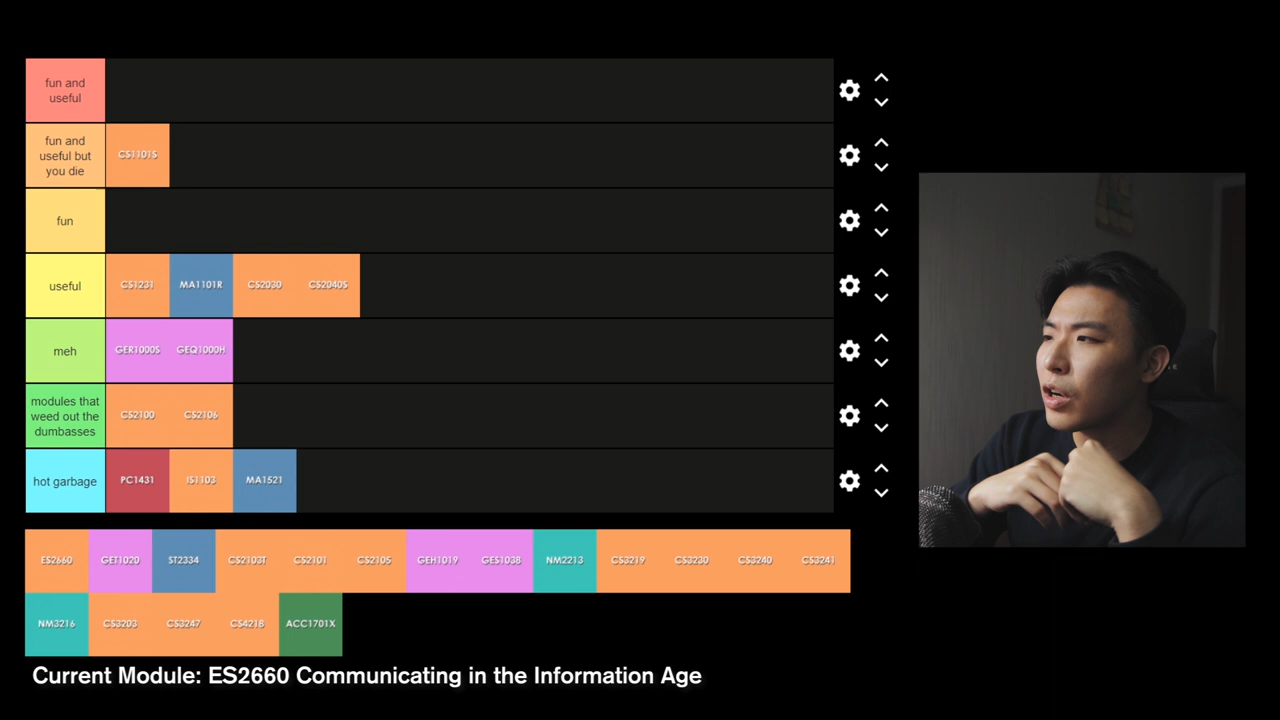 fun and
useful
fun and
useful but
you die
CS1101S
fun
useful
CS1231 MA1101R CS2030 CS2040S
meh
GER1000S GEQ1000H
modules that
weed out the
dumbasses
CS2100 CS2106
hot garbage
PC1431 IS1103 MA1521
ES2660 GET1020 ST2334 CS2103T CS2101 CS2105 GEH1019 GES1038 NM2213 CS3219 CS3230 CS3240 CS3241
NM3216 CS3203 CS3247 CS4218 ACC1701X
Current Module: ES2660 Communicating in the Information Age